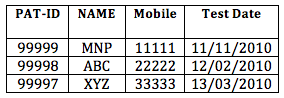 PAT-ID NAME Mobile Test Date
99999 MNP 11111 11/11/2010
99998 ABC 22222 12/02/2010
99997 XYZ 33333 13/03/2010